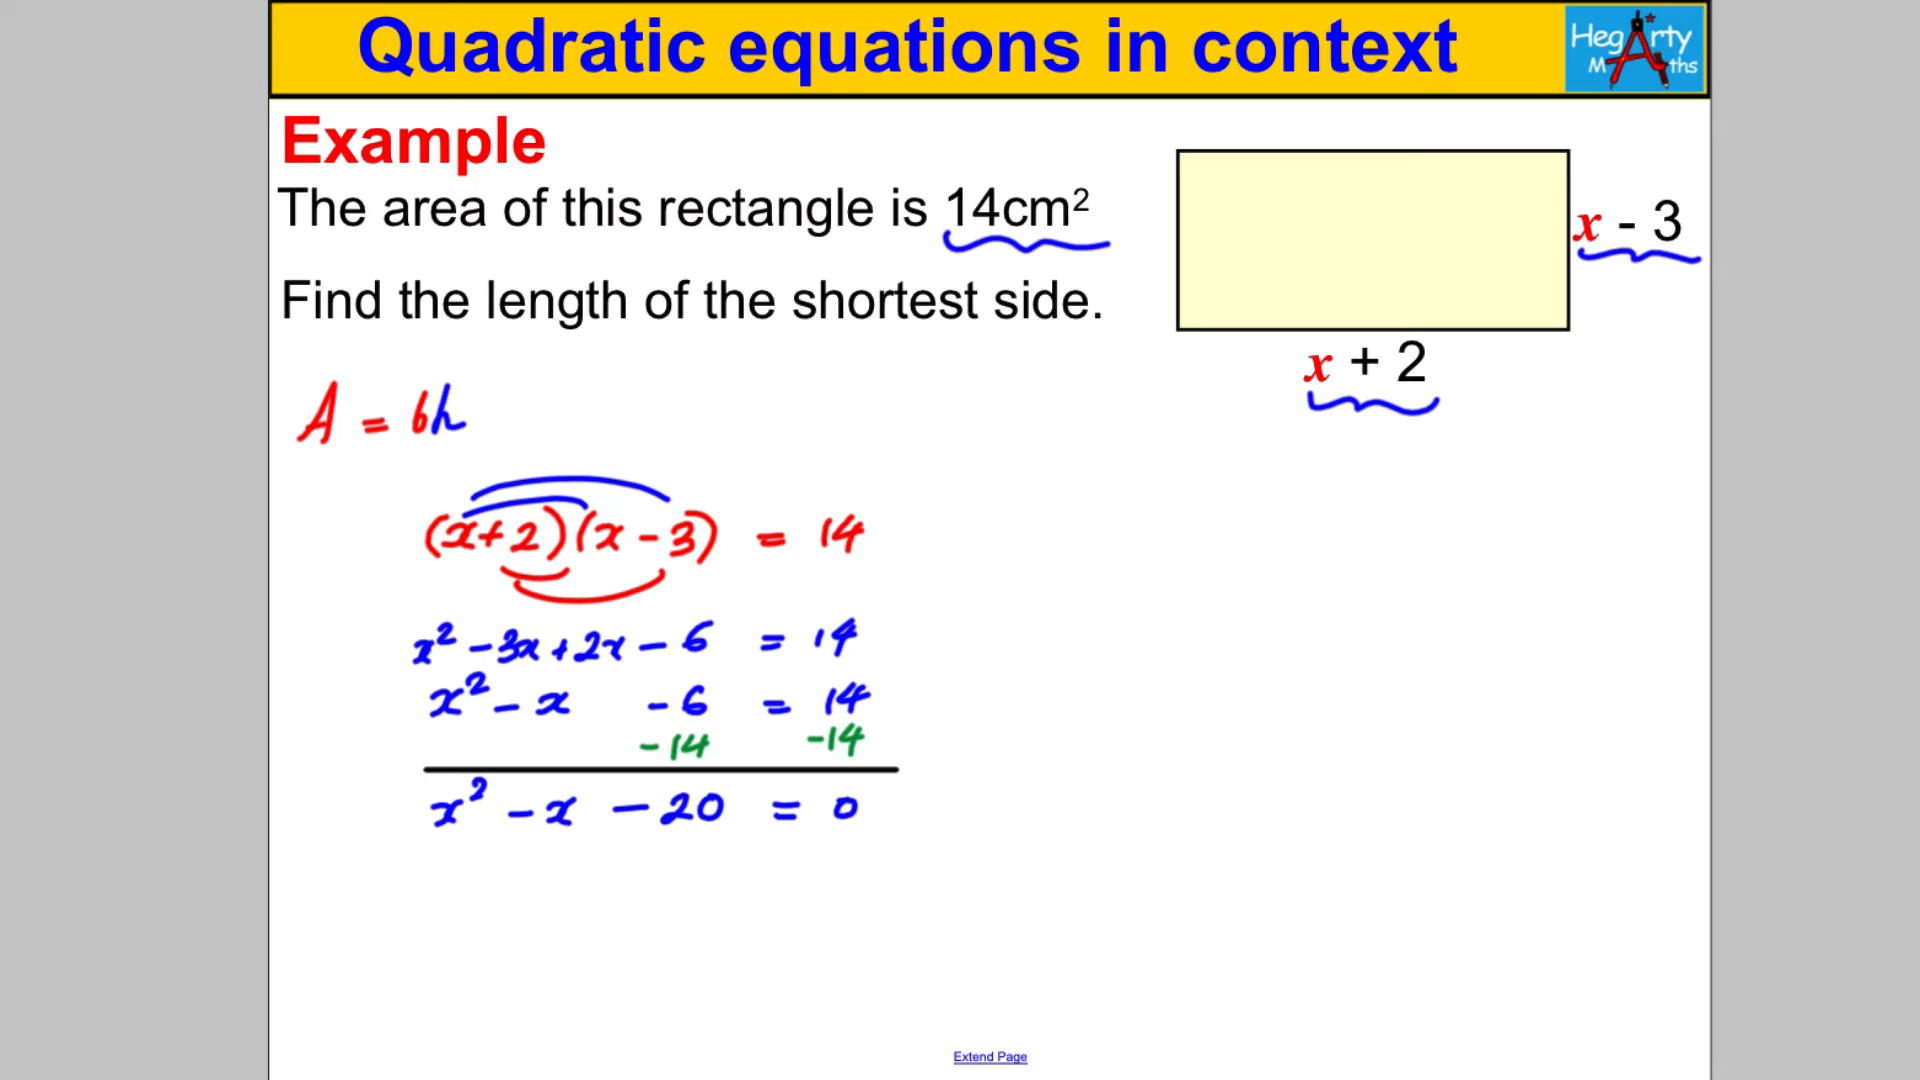 Quadratic equations in context
Hegarty
Maths
Example
The area of this rectangle is 14cm²
x - 3
Find the length of the shortest side.
x + 2
A = bh
(x+2)(x-3) = 14
x² -3x+2x-6 = 14
x² - x -6 = 14
-14 -14
x² - x - 20 = 0
Extend Page